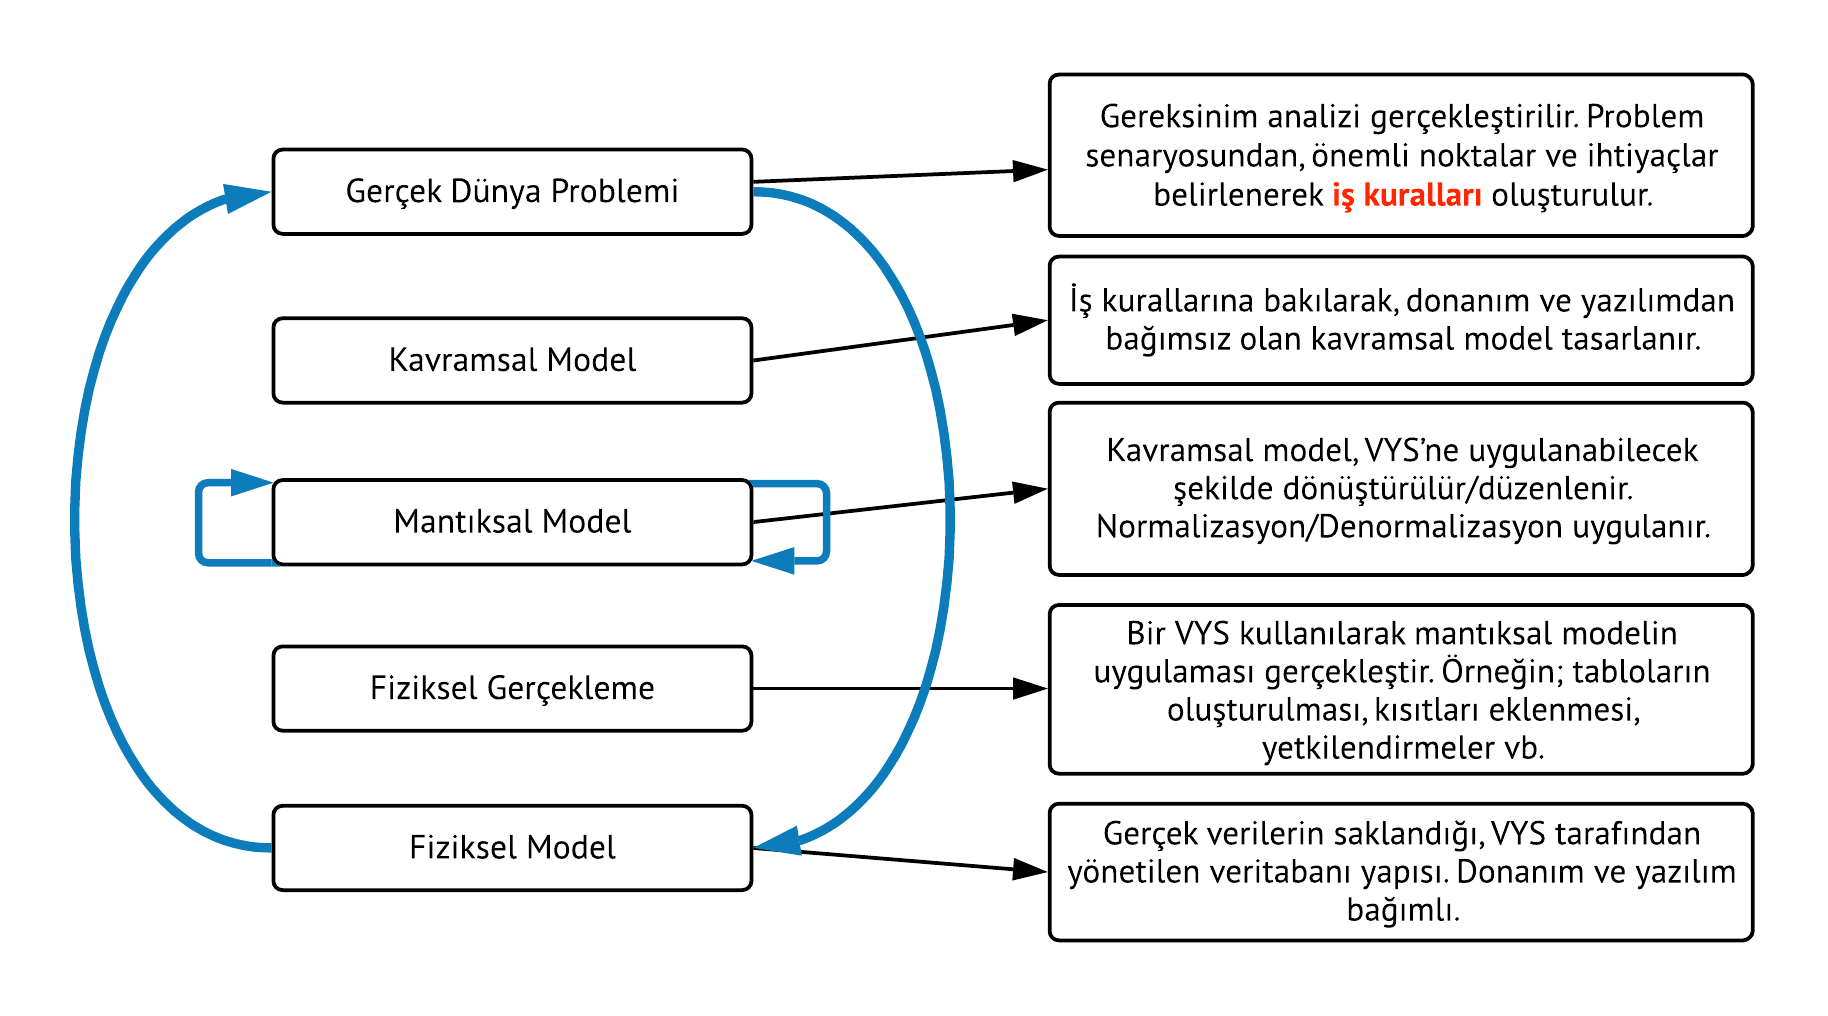 Gerçek Dünya Problemi
Gereksinim analizi gerçekleştirilir. Problem
senaryosundan, önemli noktalar ve ihtiyaçlar
belirlenerek iş kuralları oluşturulur.
Kavramsal Model
İş kurallarına bakılarak, donanım ve yazılımdan
bağımsız olan kavramsal model tasarlanır.
Mantıksal Model
Kavramsal model, VYS’ne uygulanabilecek
şekilde dönüştürülür/düzenlenir.
Normalizasyon/Denormalizasyon uygulanır.
Fiziksel Gerçekleme
Bir VYS kullanılarak mantıksal modelin
uygulaması gerçekleştir. Örneğin; tabloların
oluşturulması, kısıtları eklenmesi,
yetkilendirmeler vb.
Fiziksel Model
Gerçek verilerin saklandığı, VYS tarafından
yönetilen veritabanı yapısı. Donanım ve yazılım
bağımlı.